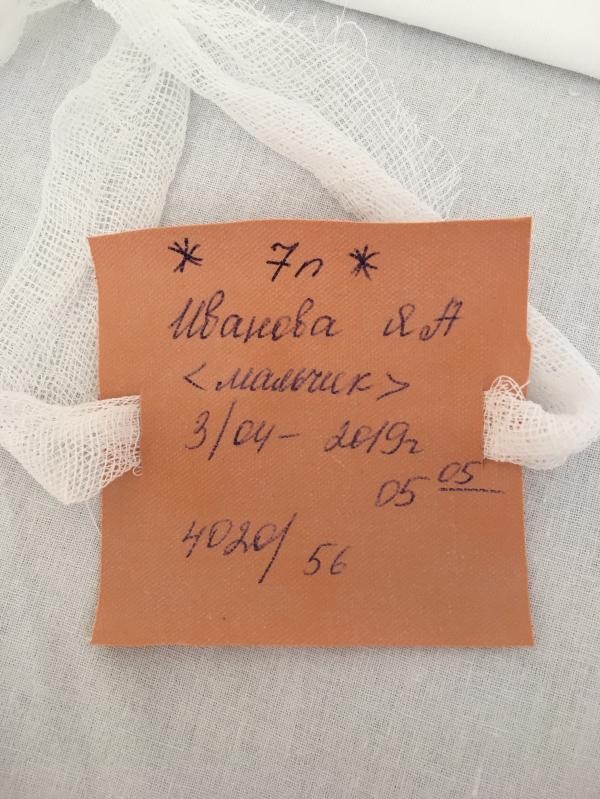 * 7п *
Иванова Я А
<мальчик>
3/04- 2019г
05 05
4020/ 56